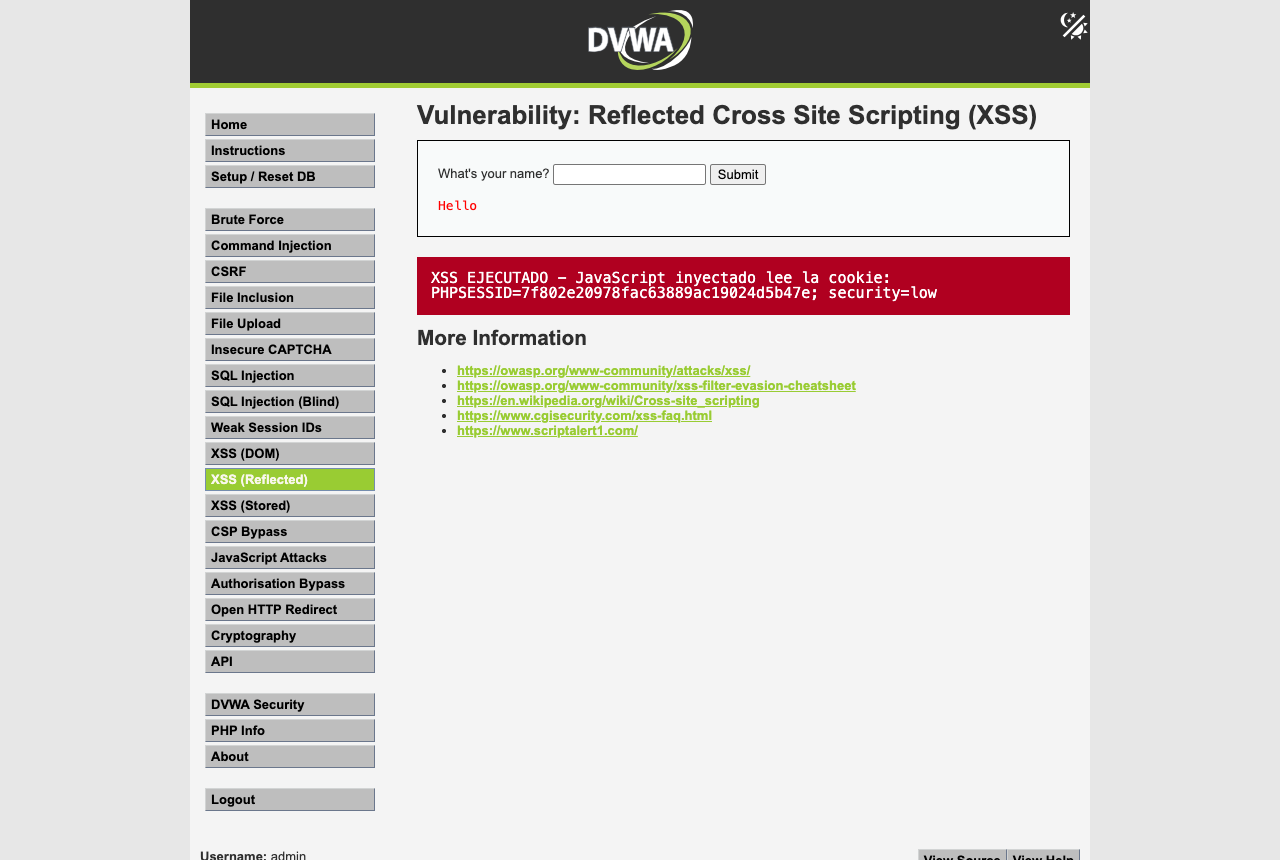 DVWA
Vulnerability: Reflected Cross Site Scripting (XSS)
Home
Instructions
Setup / Reset DB
Brute Force
Command Injection
CSRF
File Inclusion
File Upload
Insecure CAPTCHA
SQL Injection
SQL Injection (Blind)
Weak Session IDs
XSS (DOM)
XSS (Reflected)
XSS (Stored)
CSP Bypass
JavaScript Attacks
Authorisation Bypass
Open HTTP Redirect
Cryptography
API
DVWA Security
PHP Info
About
Logout
What's your name? Submit
Hello
XSS EJECUTADO — JavaScript inyectado lee la cookie:
PHPSESSID=7f802e20978fac63889ac19024d5b47e; security=low
More Information
https://owasp.org/www-community/attacks/xss/
https://owasp.org/www-community/xss-filter-evasion-cheatsheet
https://en.wikipedia.org/wiki/Cross-site_scripting
https://www.cgisecurity.com/xss-faq.html
https://www.scriptalert1.com/
Username: admin
View Source View Help